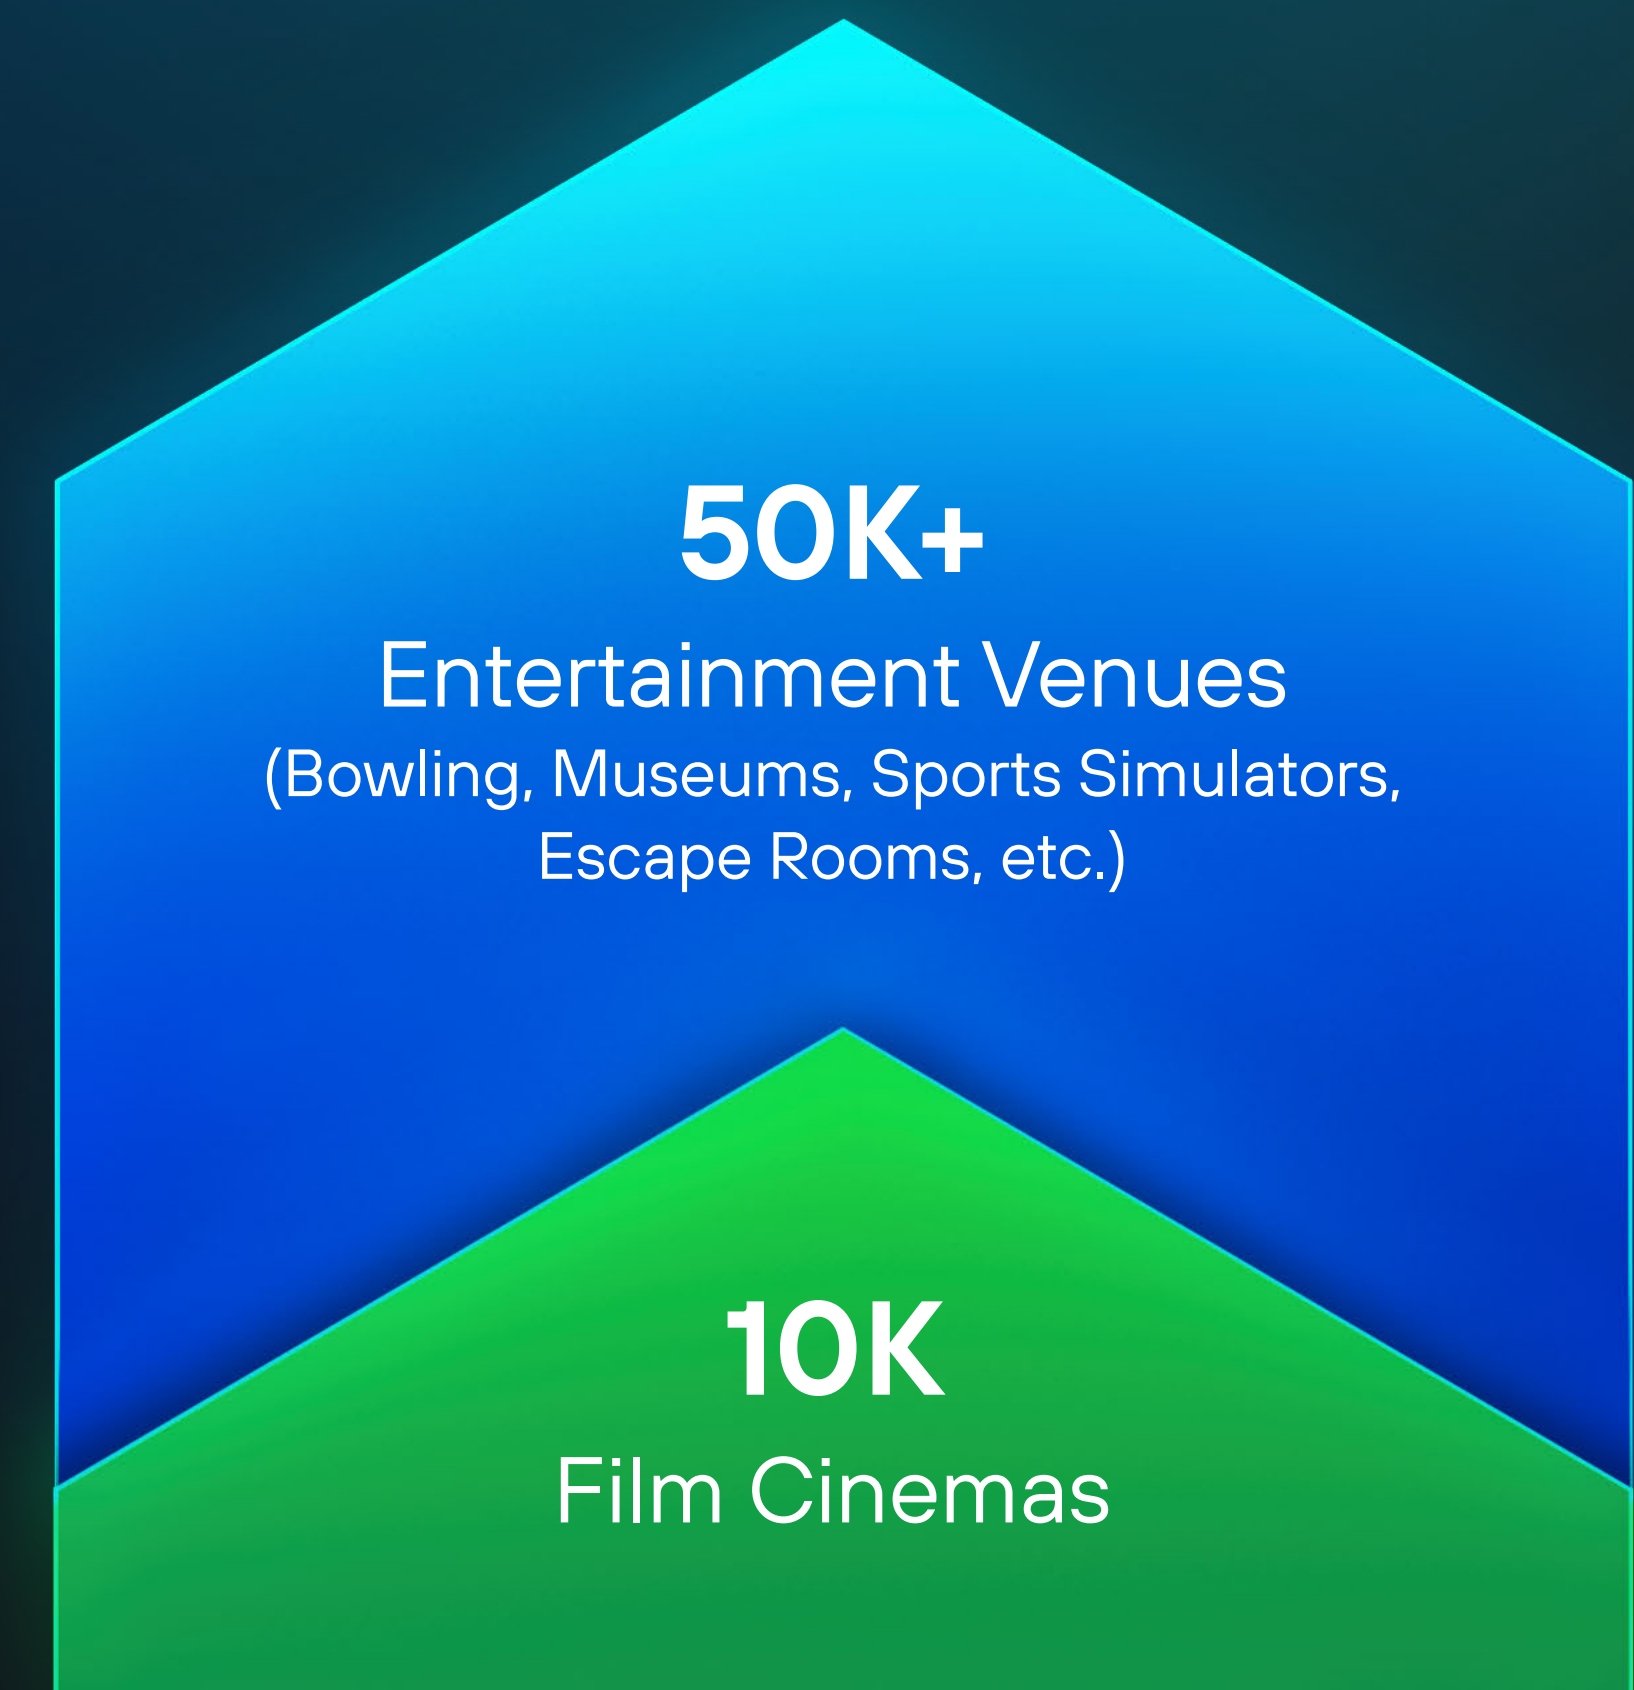 50K+
Entertainment Venues
(Bowling, Museums, Sports Simulators,
Escape Rooms, etc.)
10K
Film Cinemas